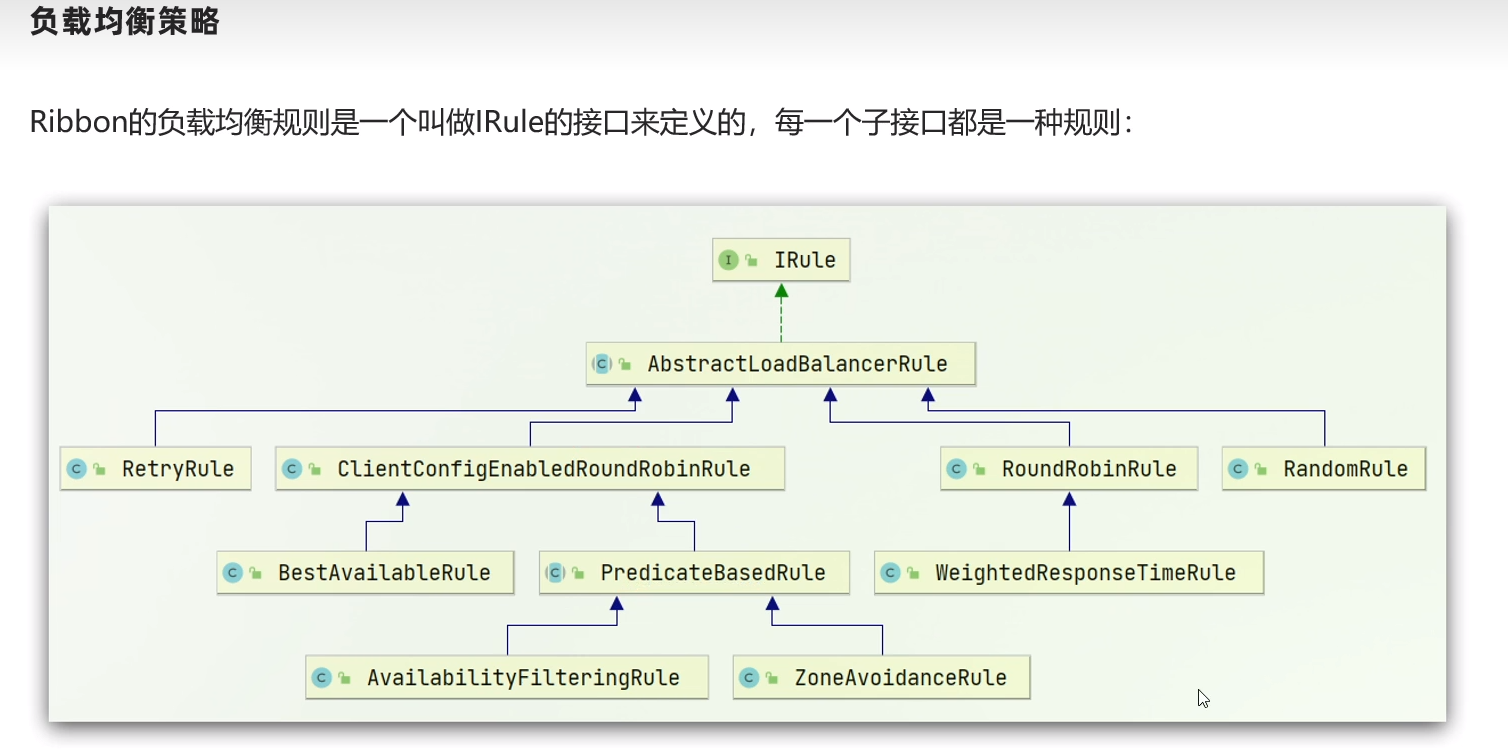 负载均衡策略
Ribbon的负载均衡规则是一个叫做IRule的接口来定义的，每一个子接口都是一种规则：
I IRule
C AbstractLoadBalancerRule
C RetryRule
C ClientConfigEnabledRoundRobinRule
C RoundRobinRule
C RandomRule
C BestAvailableRule
C PredicateBasedRule
C WeightedResponseTimeRule
C AvailabilityFilteringRule
C ZoneAvoidanceRule